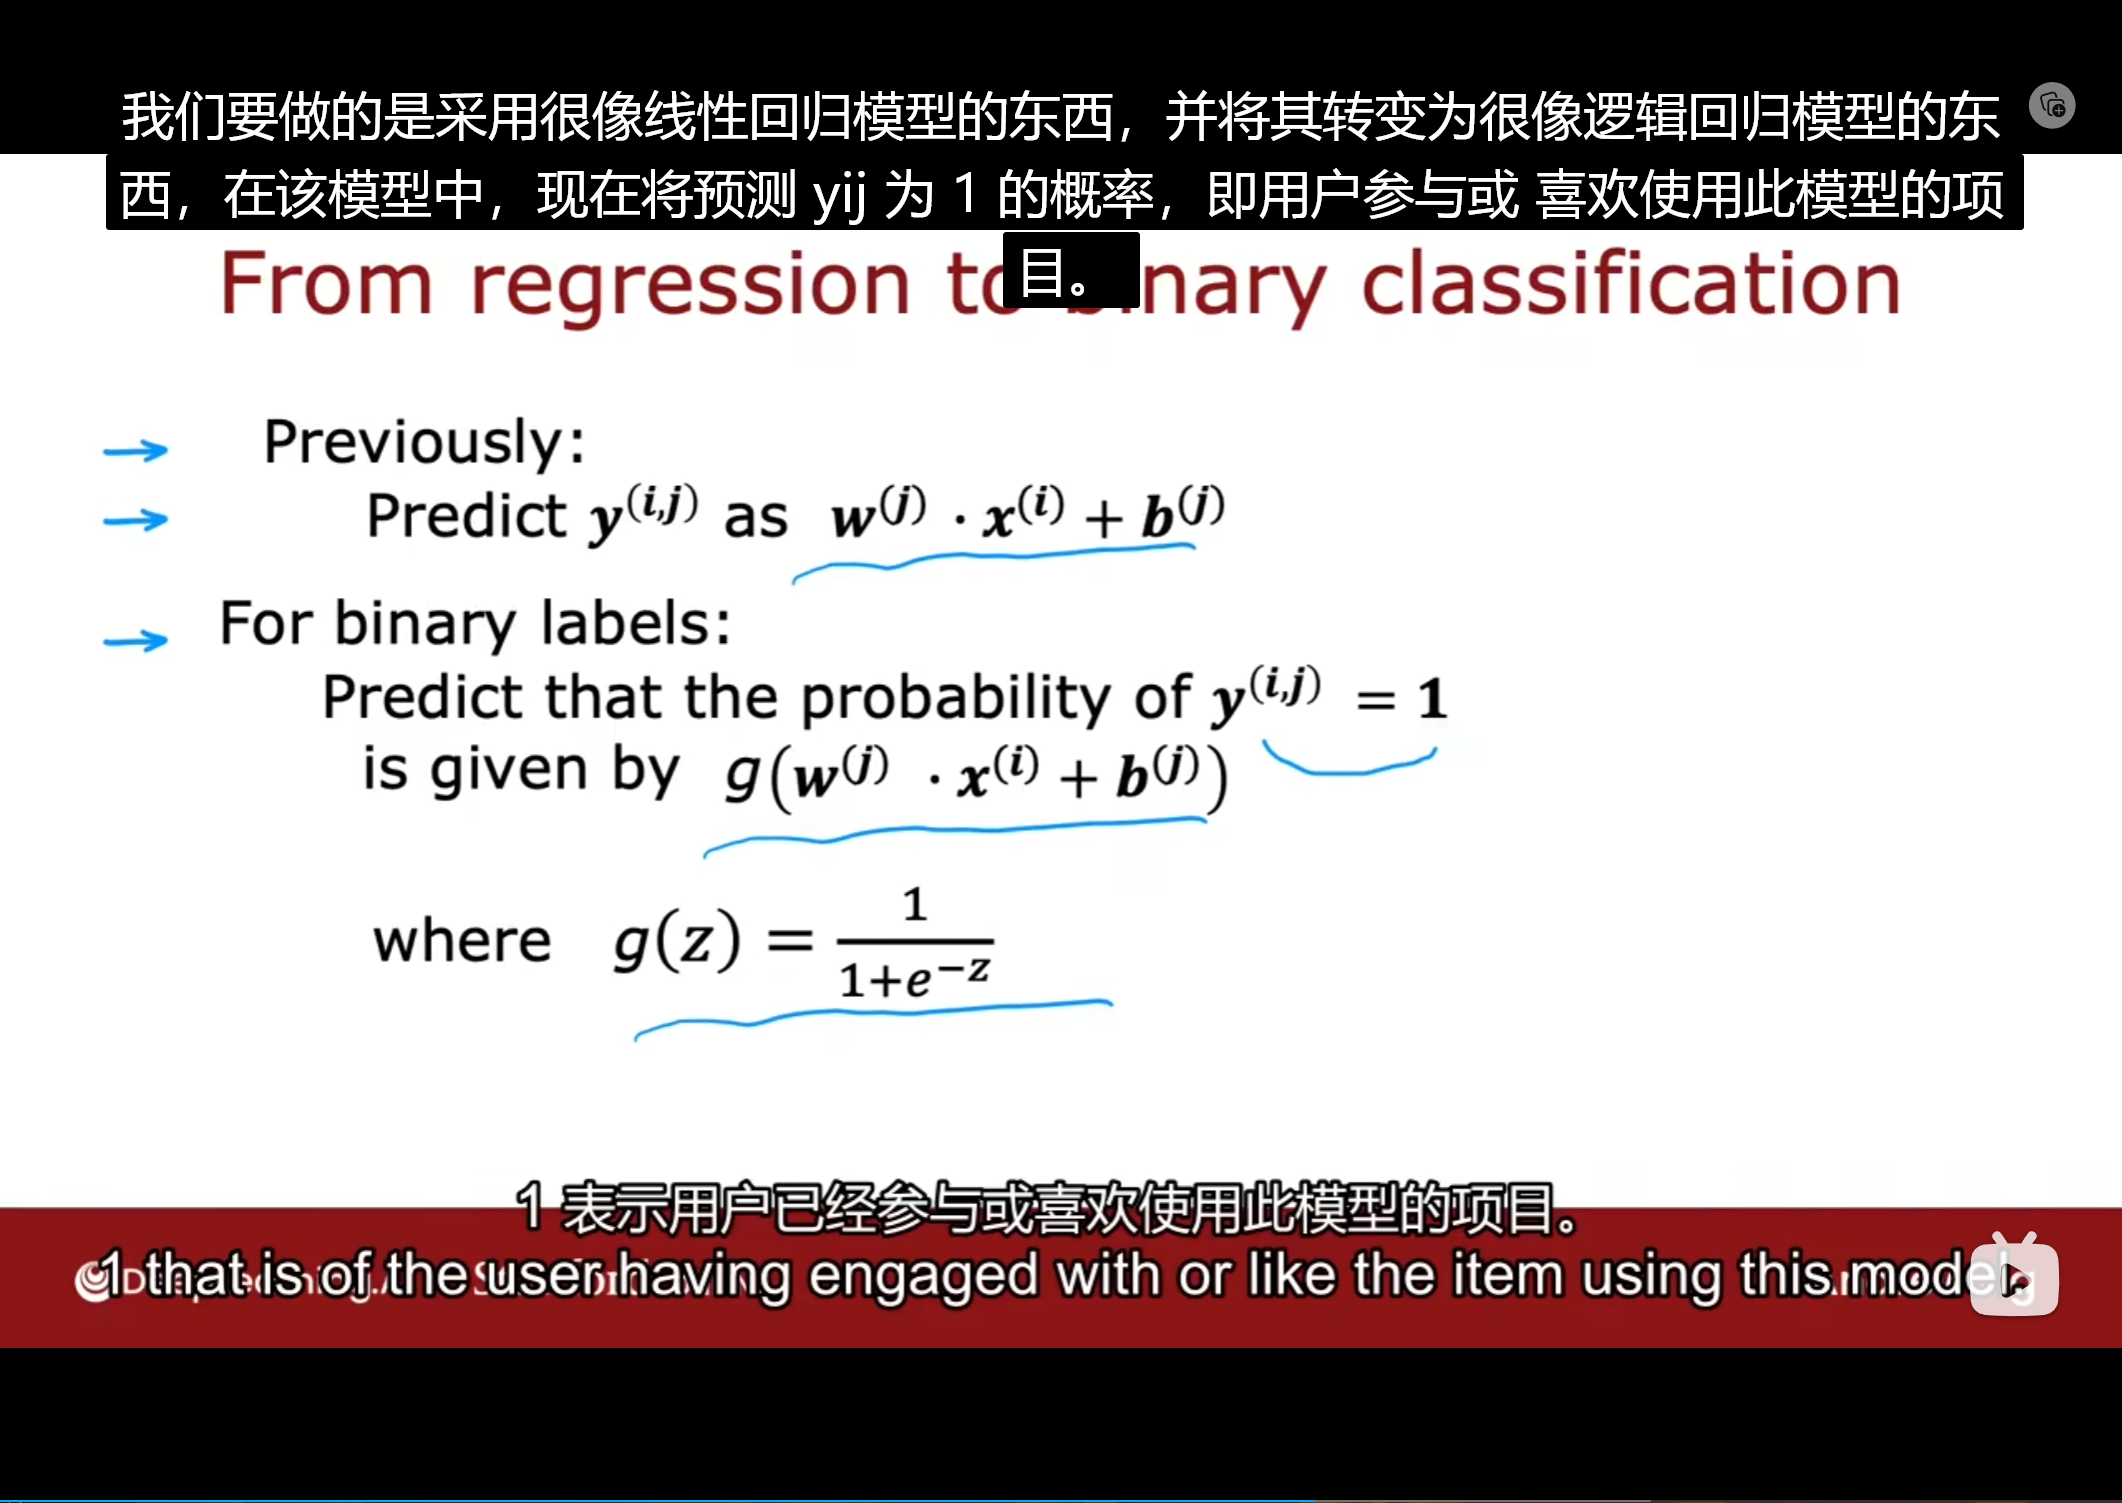 我们要做的是采用很像线性回归模型的东西，并将其转变为很像逻辑回归模型的东
西，在该模型中，现在将预测 yij 为 1 的概率，即用户参与或 喜欢使用此模型的项
目。
From regression to binary classification
Previously:
Predict y^(i,j) as w^(j) · x^(i) + b^(j)
For binary labels:
Predict that the probability of y^(i,j) = 1
is given by g(w^(j) · x^(i) + b^(j))
where g(z) = 1/(1+e^−z)
1 表示用户已经参与或喜欢使用此模型的项目。
1 that is of the user having engaged with or like the item using this model.